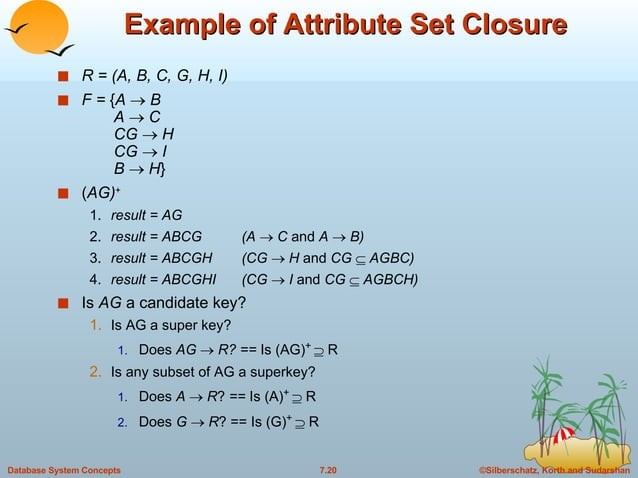 Example of Attribute Set Closure
R = (A, B, C, G, H, I)
F = {A → B
A → C
CG → H
CG → I
B → H}
(AG)+
1. result = AG
2. result = ABCG (A → C and A → B)
3. result = ABCGH (CG → H and CG ⊆ AGBC)
4. result = ABCGHI (CG → I and CG ⊆ AGBCH)
Is AG a candidate key?
1. Is AG a super key?
1. Does AG → R? == Is (AG)+ ⊇ R
2. Is any subset of AG a superkey?
1. Does A → R? == Is (A)+ ⊇ R
2. Does G → R? == Is (G)+ ⊇ R
Database System Concepts 7.20 ©Silberschatz, Korth and Sudarshan